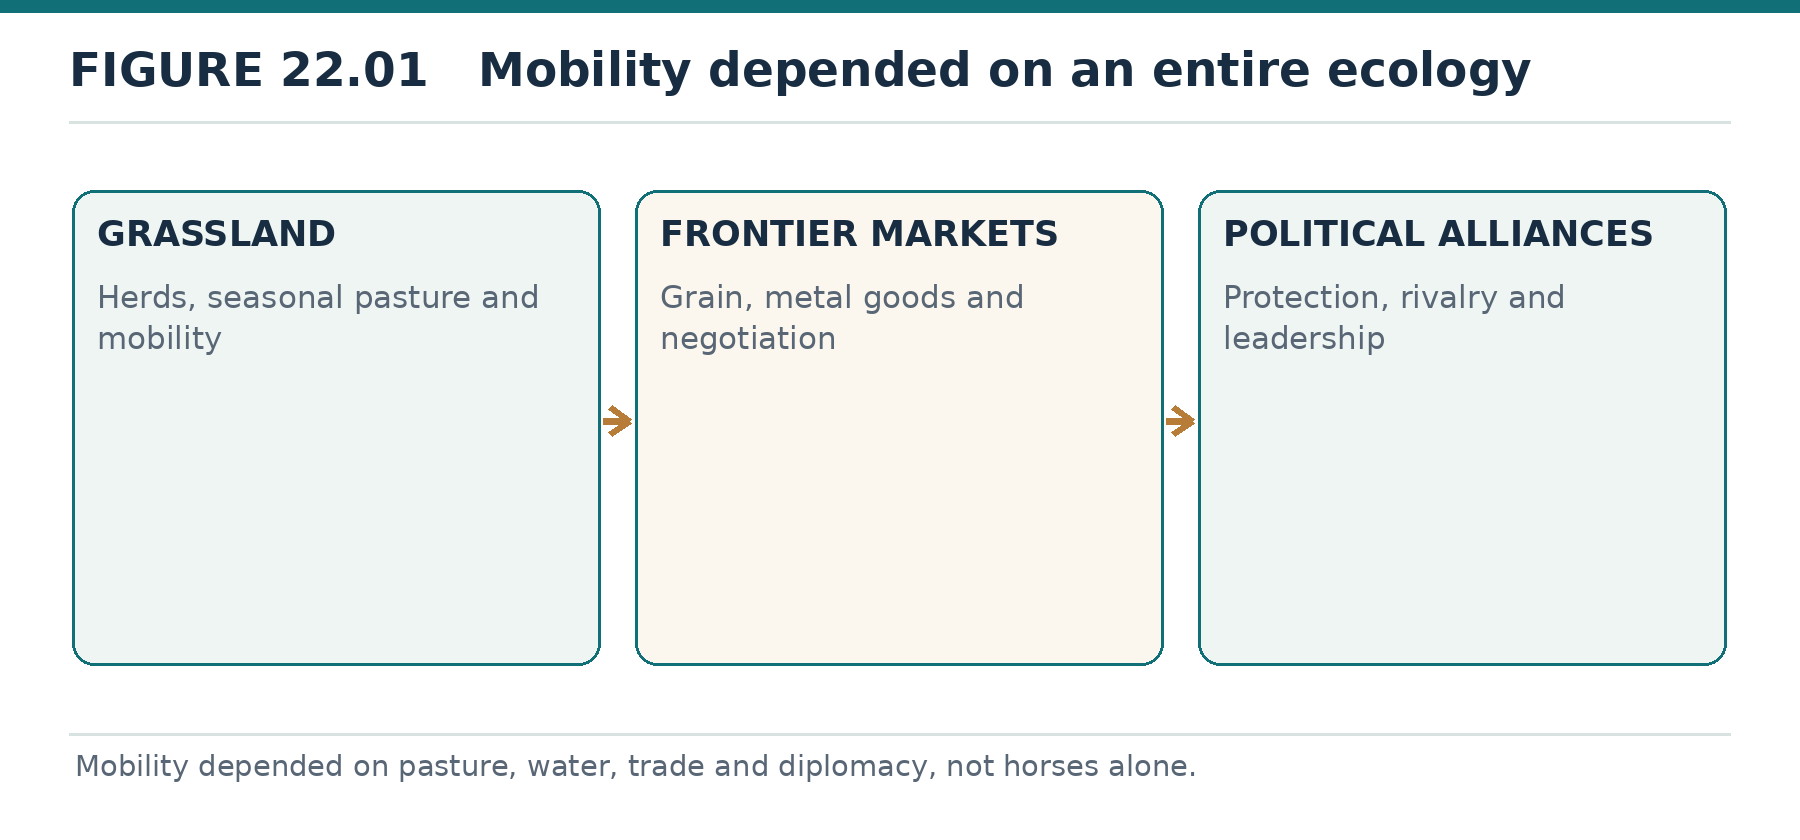 FIGURE 22.01 Mobility depended on an entire ecology
GRASSLAND
Herds, seasonal pasture and
mobility
FRONTIER MARKETS
Grain, metal goods and
negotiation
POLITICAL ALLIANCES
Protection, rivalry and
leadership
Mobility depended on pasture, water, trade and diplomacy, not horses alone.